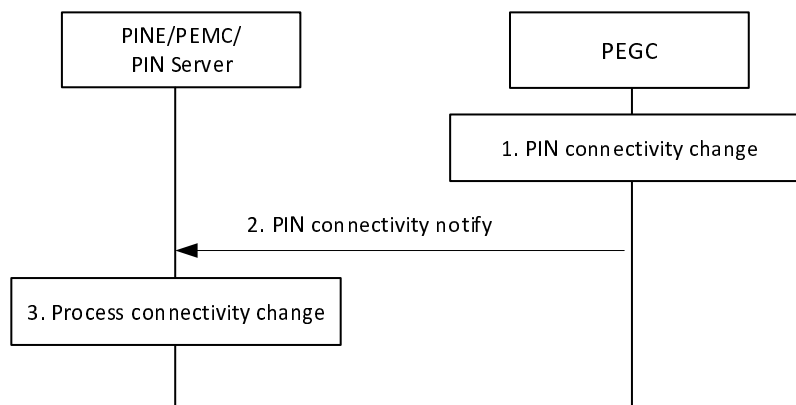 PINE/PEMC/
PIN Server
PEGC
1. PIN connectivity change
2. PIN connectivity notify
3. Process connectivity change